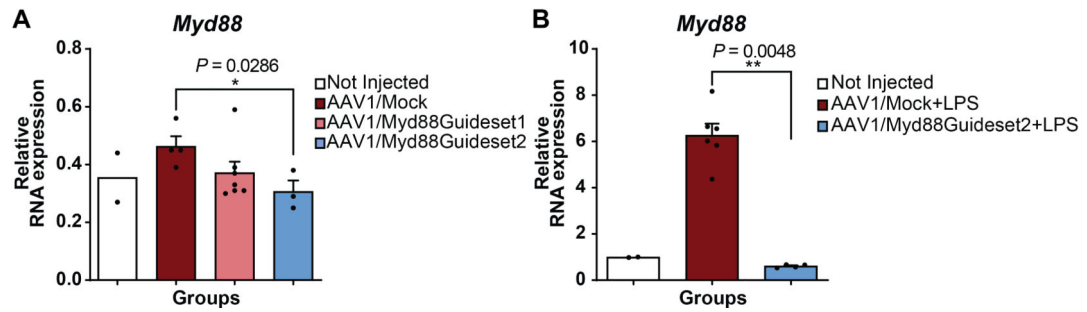 A
Myd88
Relative
RNA expression
0.8
0.6
0.4
0.2
0.0
P = 0.0286
*
Groups
Not Injected
AAV1/Mock
AAV1/Myd88Guideset1
AAV1/Myd88Guideset2
B
Myd88
Relative
RNA expression
10
8
6
4
2
0
P = 0.0048
**
Groups
Not Injected
AAV1/Mock+LPS
AAV1/Myd88Guideset2+LPS